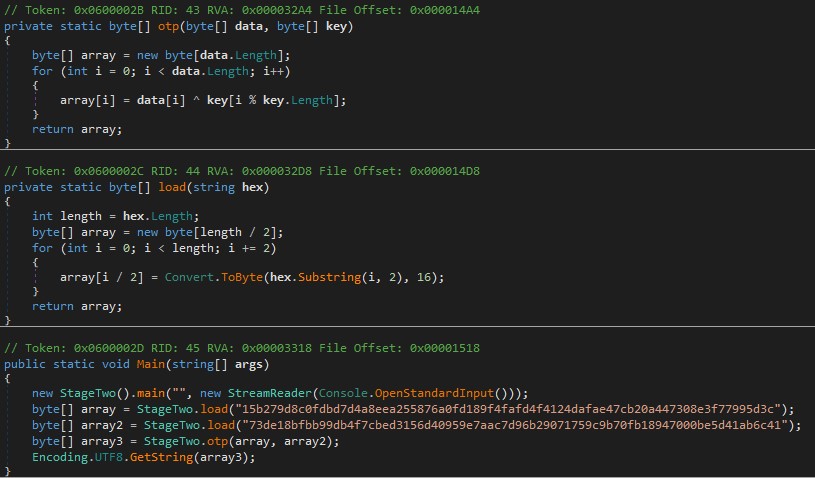 // Token: 0x0600002B RID: 43 RVA: 0x000032A4 File Offset: 0x000014A4
private static byte[] otp(byte[] data, byte[] key)
{
byte[] array = new byte[data.Length];
for (int i = 0; i < data.Length; i++)
{
array[i] = data[i] ^ key[i % key.Length];
}
return array;
}
// Token: 0x0600002C RID: 44 RVA: 0x000032D8 File Offset: 0x000014D8
private static byte[] load(string hex)
{
int length = hex.Length;
byte[] array = new byte[length / 2];
for (int i = 0; i < length; i += 2)
{
array[i / 2] = Convert.ToByte(hex.Substring(i, 2), 16);
}
return array;
}
// Token: 0x0600002D RID: 45 RVA: 0x00003318 File Offset: 0x00001518
public static void Main(string[] args)
{
new StageTwo().main("", new StreamReader(Console.OpenStandardInput()));
byte[] array = StageTwo.load("15b279d8c0fdbd7d4a8eea255876a0fd189f4fafd4f4124dafae47cb20a447308e3f77995d3c");
byte[] array2 = StageTwo.load("73de18bfbb99db4f7cbed3156d40959e7aac7d96b29071759c9b70fb18947000be5d41ab6c41");
byte[] array3 = StageTwo.otp(array, array2);
Encoding.UTF8.GetString(array3);
}